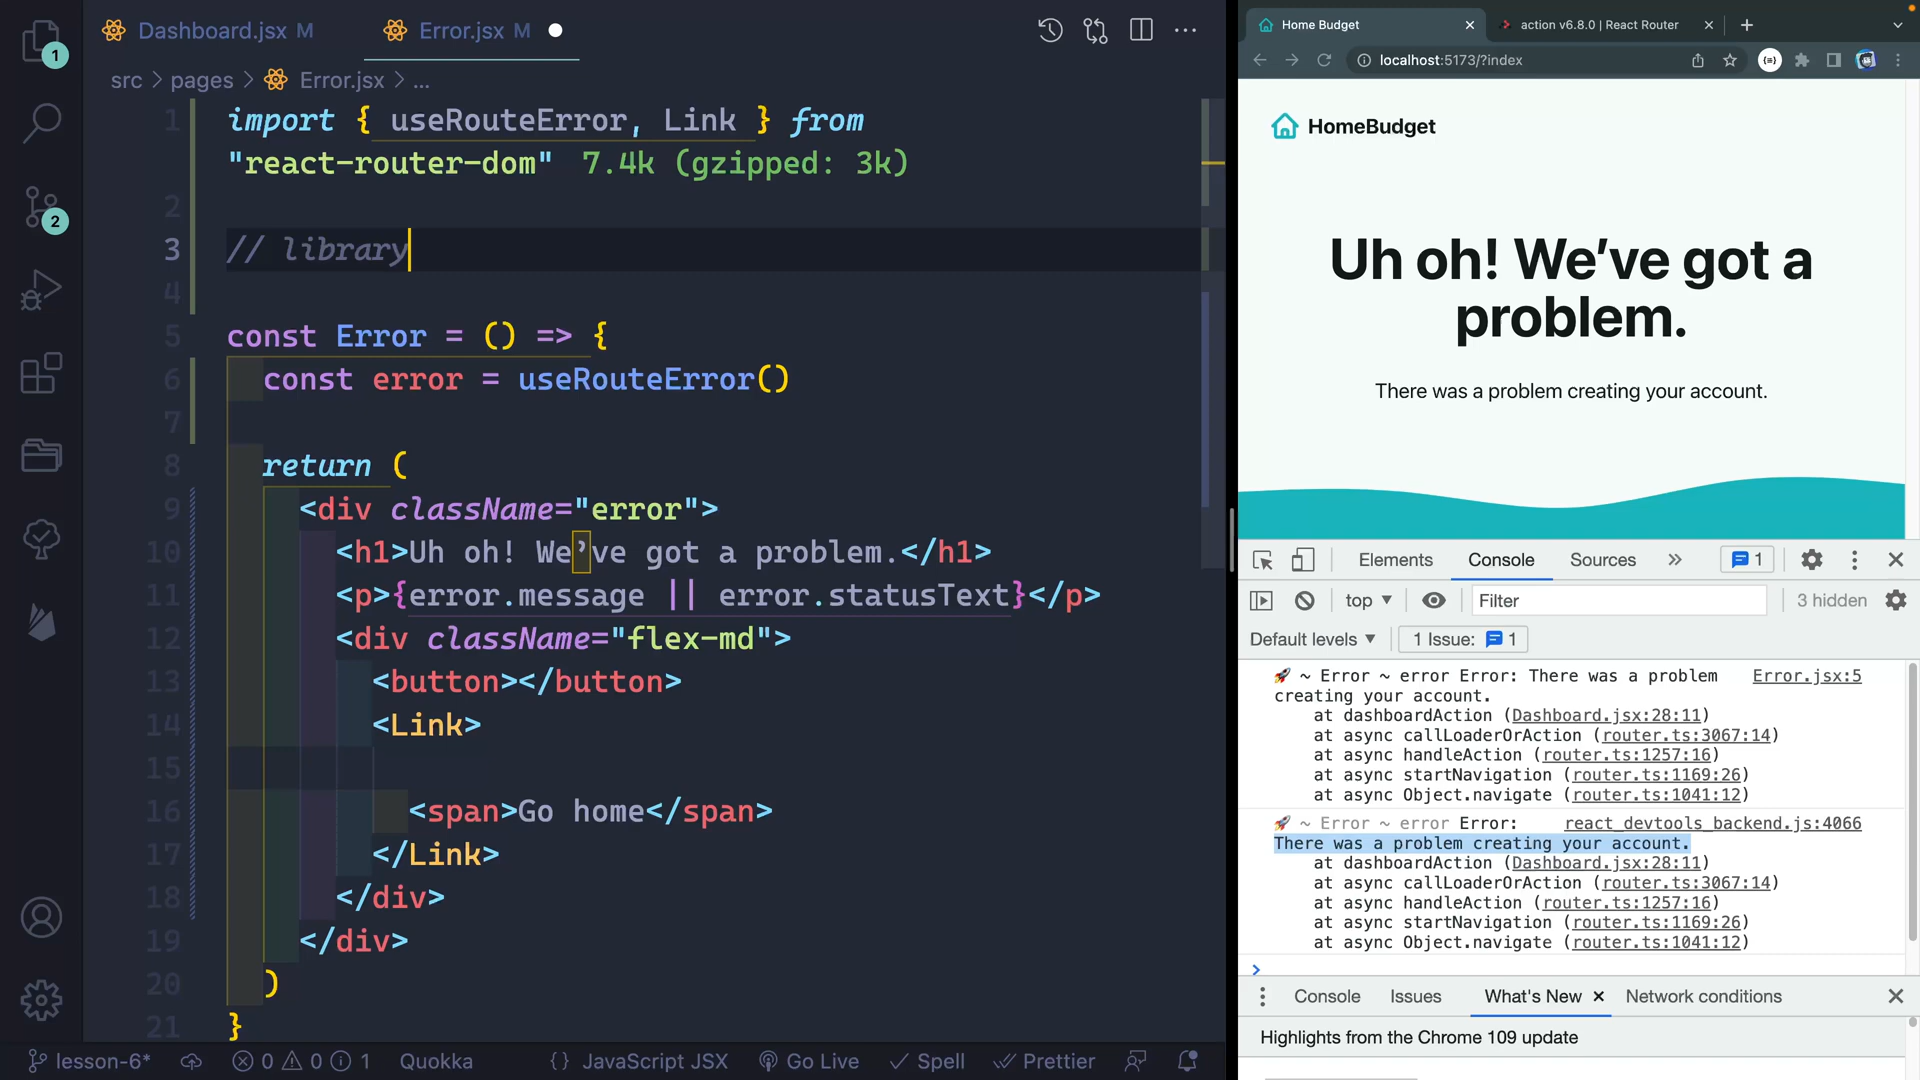 Dashboard.jsx M
Error.jsx M
src > pages > Error.jsx > ...
1 import { useRouteError, Link } from
"react-router-dom" 7.4k (gzipped: 3k)
2
3 // library
4
5 const Error = () => {
6 const error = useRouteError()
7
8 return (
9 <div className="error">
10 <h1>Uh oh! We’ve got a problem.</h1>
11 <p>{error.message || error.statusText}</p>
12 <div className="flex-md">
13 <button></button>
14 <Link>
15
16 <span>Go home</span>
17 </Link>
18 </div>
19 </div>
20 )
21 }
1
2
lesson-6* 0 0 1 Quokka {} JavaScript JSX Go Live Spell Prettier
Home Budget
action v6.8.0 | React Router
localhost:5173/?index
HomeBudget
Uh oh! We’ve got a
problem.
There was a problem creating your account.
Elements Console Sources » 1
top Filter 3 hidden
Default levels 1 Issue: 1
🚀 ~ Error ~ error Error: There was a problem Error.jsx:5
creating your account.
at dashboardAction (Dashboard.jsx:28:11)
at async callLoaderOrAction (router.ts:3067:14)
at async handleAction (router.ts:1257:16)
at async startNavigation (router.ts:1169:26)
at async Object.navigate (router.ts:1041:12)
🚀 ~ Error ~ error Error: react_devtools_backend.js:4066
There was a problem creating your account.
at dashboardAction (Dashboard.jsx:28:11)
at async callLoaderOrAction (router.ts:3067:14)
at async handleAction (router.ts:1257:16)
at async startNavigation (router.ts:1169:26)
at async Object.navigate (router.ts:1041:12)
>
Console Issues What's New Network conditions
Highlights from the Chrome 109 update